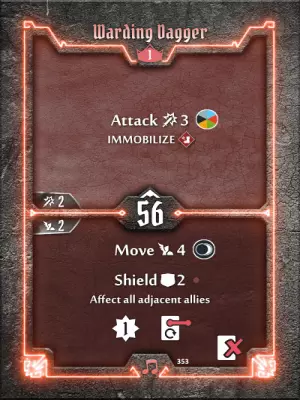 Warding Dagger
1
Attack 3
IMMOBILIZE
2
56
2
Move 4
Shield 2
Affect all adjacent allies
1
353